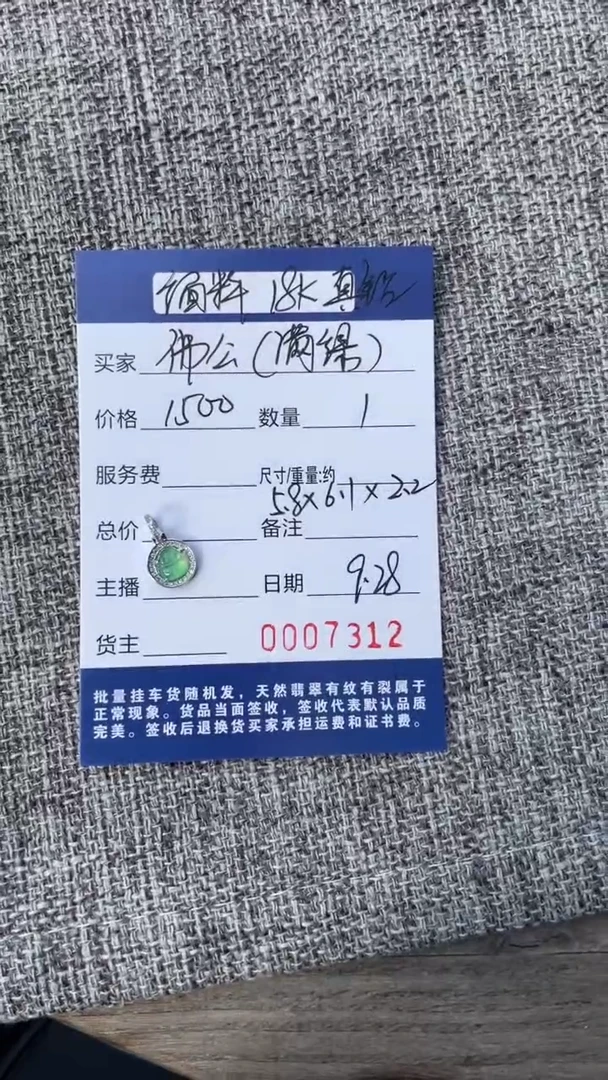 颜料 18K 真钻
买家 佛公(满绿)
价格 1500 数量 1
服务费 尺寸/重量:约 5.8×6.1×2.2
总价 备注
主播 日期 9.28
货主 0007312
批量挂车货随机发，天然翡翠有纹有裂属于
正常现象。货品当面签收，签收代表默认品质
完美。签收后退换货买家承担运费和证书费。